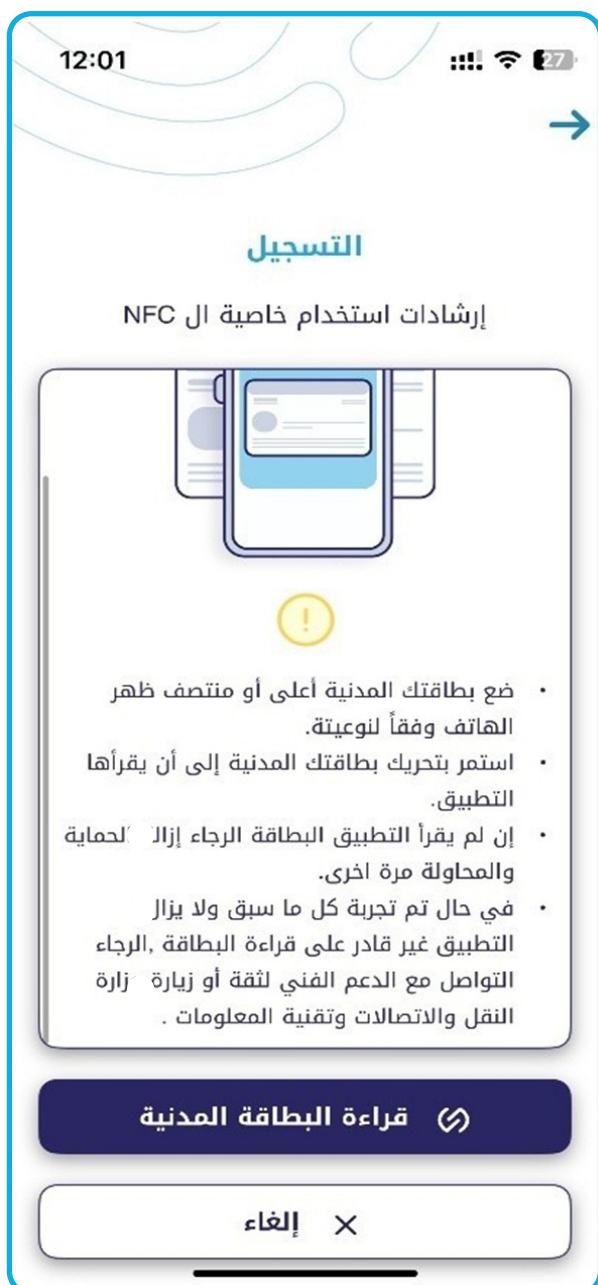 12:01
27
التسجيل
إرشادات استخدام خاصية ال NFC
!
• ضع بطاقتك المدنية أعلى أو منتصف ظهر
الهاتف وفقاً لنوعيتة.
• استمر بتحريك بطاقتك المدنية إلى أن يقرأها
التطبيق.
• إن لم يقرأ التطبيق البطاقة الرجاء
والمحاولة مرة اخرى.
• في حال تم تجربة كل ما سبق ولا يزال
التطبيق غير قادر على قراءة البطاقة ,الرجاء
التواصل مع الدعم الفني لثقة أو زيارة
النقل والاتصالات وتقنية المعلومات .
قراءة البطاقة المدنية
إلغاء